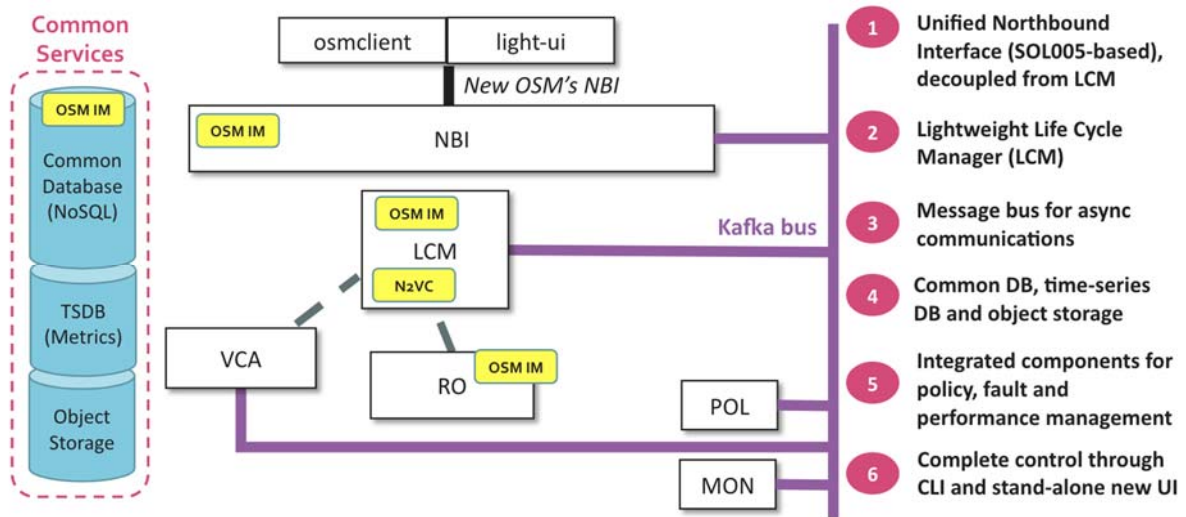 Common
Services
OSM IM
Common
Database
(NoSQL)
TSDB
(Metrics)
Object
Storage
osmclient
light-ui
New OSM's NBI
OSM IM
NBI
OSM IM
LCM
N2VC
Kafka bus
VCA
RO
OSM IM
POL
MON
1
Unified Northbound
Interface (SOL005-based),
decoupled from LCM
2
Lightweight Life Cycle
Manager (LCM)
3
Message bus for async
communications
4
Common DB, time-series
DB and object storage
5
Integrated components for
policy, fault and
performance management
6
Complete control through
CLI and stand-alone new UI